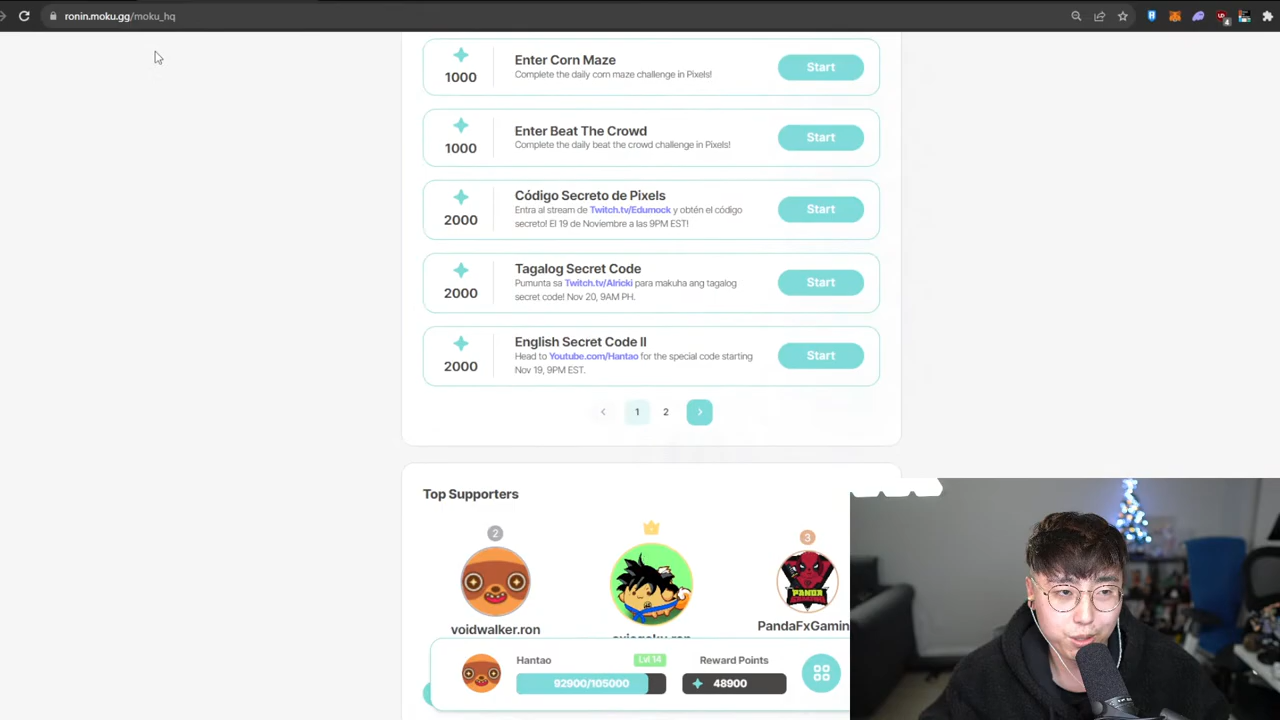 ronin.moku.gg/moku_hq
4
1000
Enter Corn Maze
Complete the daily corn maze challenge in Pixels!
Start
1000
Enter Beat The Crowd
Complete the daily beat the crowd challenge in Pixels!
Start
2000
Código Secreto de Pixels
Entra al stream de Twitch.tv/Edumock y obtén el código
secreto! El 19 de Noviembre a las 9PM EST!
Start
2000
Tagalog Secret Code
Pumunta sa Twitch.tv/Alricki para makuha ang tagalog
secret code! Nov 20, 9AM PH.
Start
2000
English Secret Code II
Head to Youtube.com/Hantao for the special code starting
Nov 19, 9PM EST.
Start
1 2
Top Supporters
2
3
voidwalker.ron
PandaFxGamin
Hantao
Lvl 14
92900/105000
Reward Points
48900